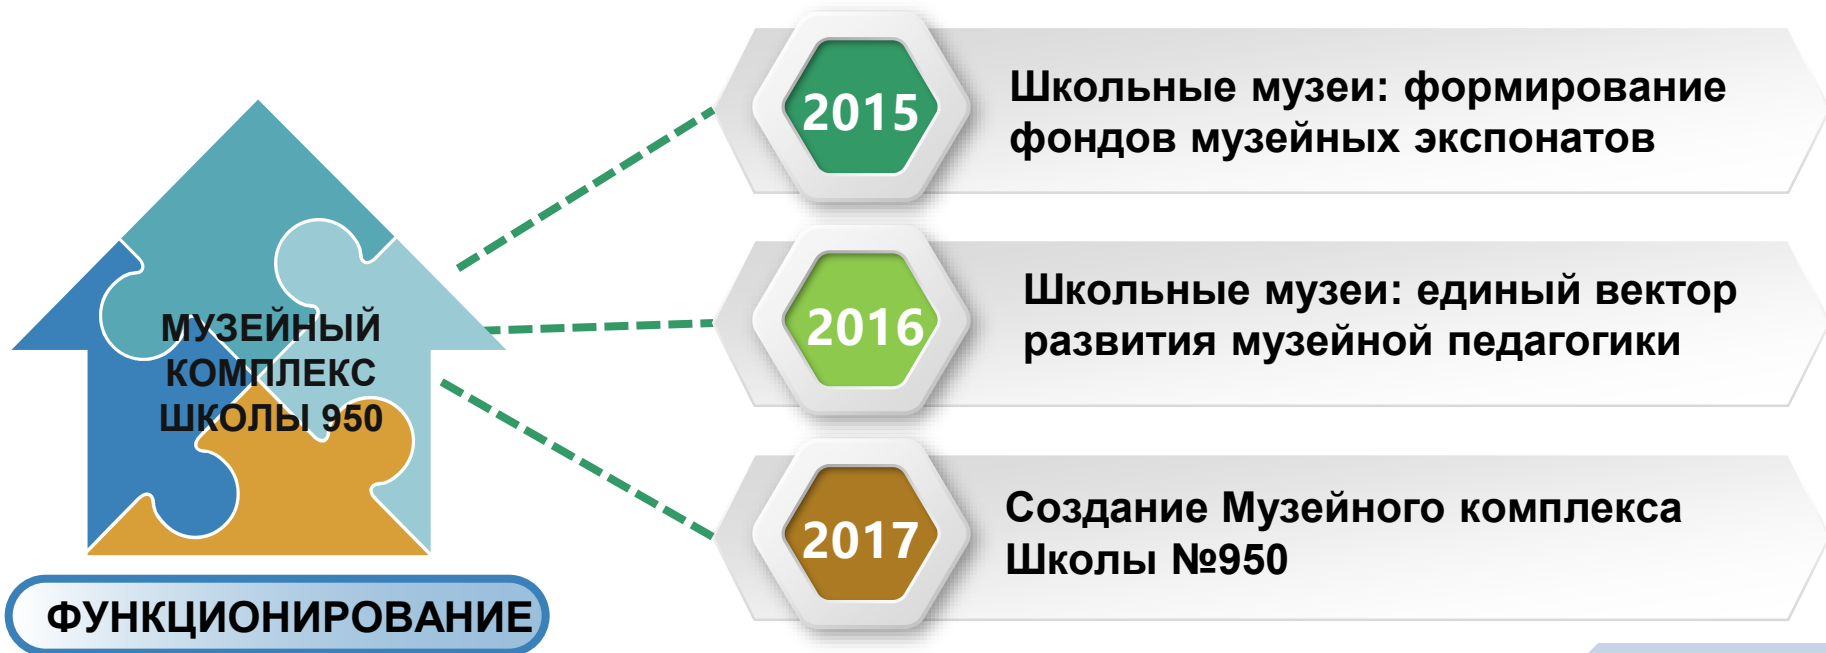 МУЗЕЙНЫЙ
КОМПЛЕКС
ШКОЛЫ 950
ФУНКЦИОНИРОВАНИЕ
2015
Школьные музеи: формирование
фондов музейных экспонатов
2016
Школьные музеи: единый вектор
развития музейной педагогики
2017
Создание Музейного комплекса
Школы №950